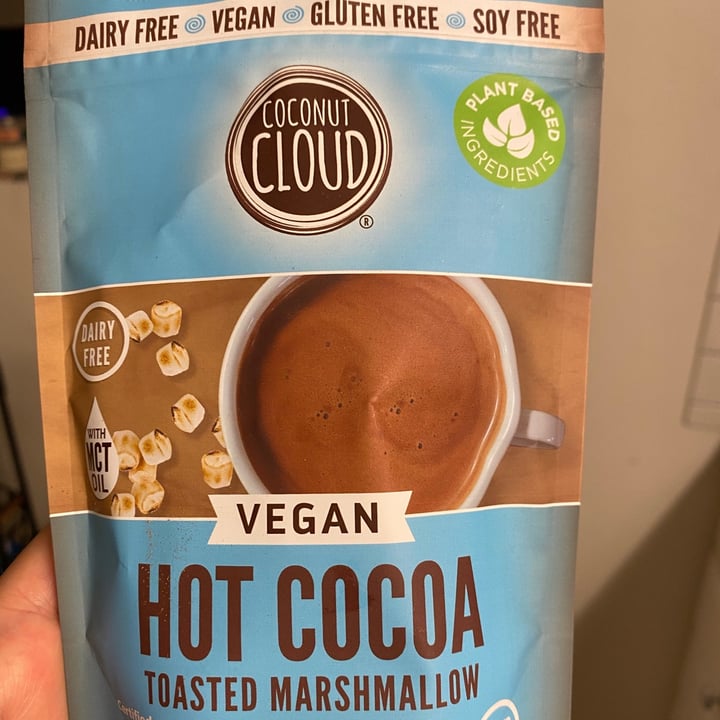 DAIRY FREE VEGAN GLUTEN FREE SOY FREE
COCONUT
CLOUD
®
PLANT BASED
INGREDIENTS
DAIRY
FREE
WITH
MCT
OIL
VEGAN
HOT COCOA
TOASTED MARSHMALLOW
Certified